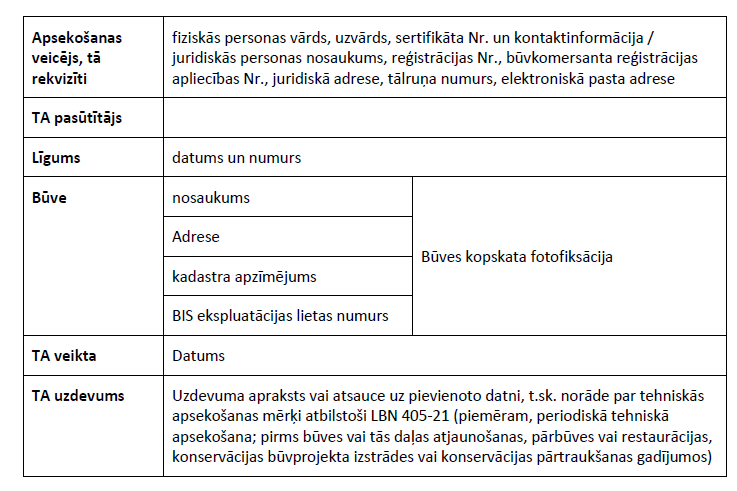 Apsekošanas
veicējs, tā
rekvizīti
fiziskās personas vārds, uzvārds, sertifikāta Nr. un kontaktinformācija /
juridiskās personas nosaukums, reģistrācijas Nr., būvkomersanta reģistrācijas
apliecības Nr., juridiskā adrese, tālruņa numurs, elektroniskā pasta adrese
TA pasūtītājs
Līgums
datums un numurs
Būve
nosaukums
Adrese
kadastra apzīmējums
BIS ekspluatācijas lietas numurs
Būves kopskata fotofiksācija
TA veikta
Datums
TA uzdevums
Uzdevuma apraksts vai atsauce uz pievienoto datni, t.sk. norāde par tehniskās
apsekošanas mērķi atbilstoši LBN 405-21 (piemēram, periodiskā tehniskā
apsekošana; pirms būves vai tās daļas atjaunošanas, pārbūves vai restaurācijas,
konservācijas būvprojekta izstrādes vai konservācijas pārtraukšanas gadījumos)